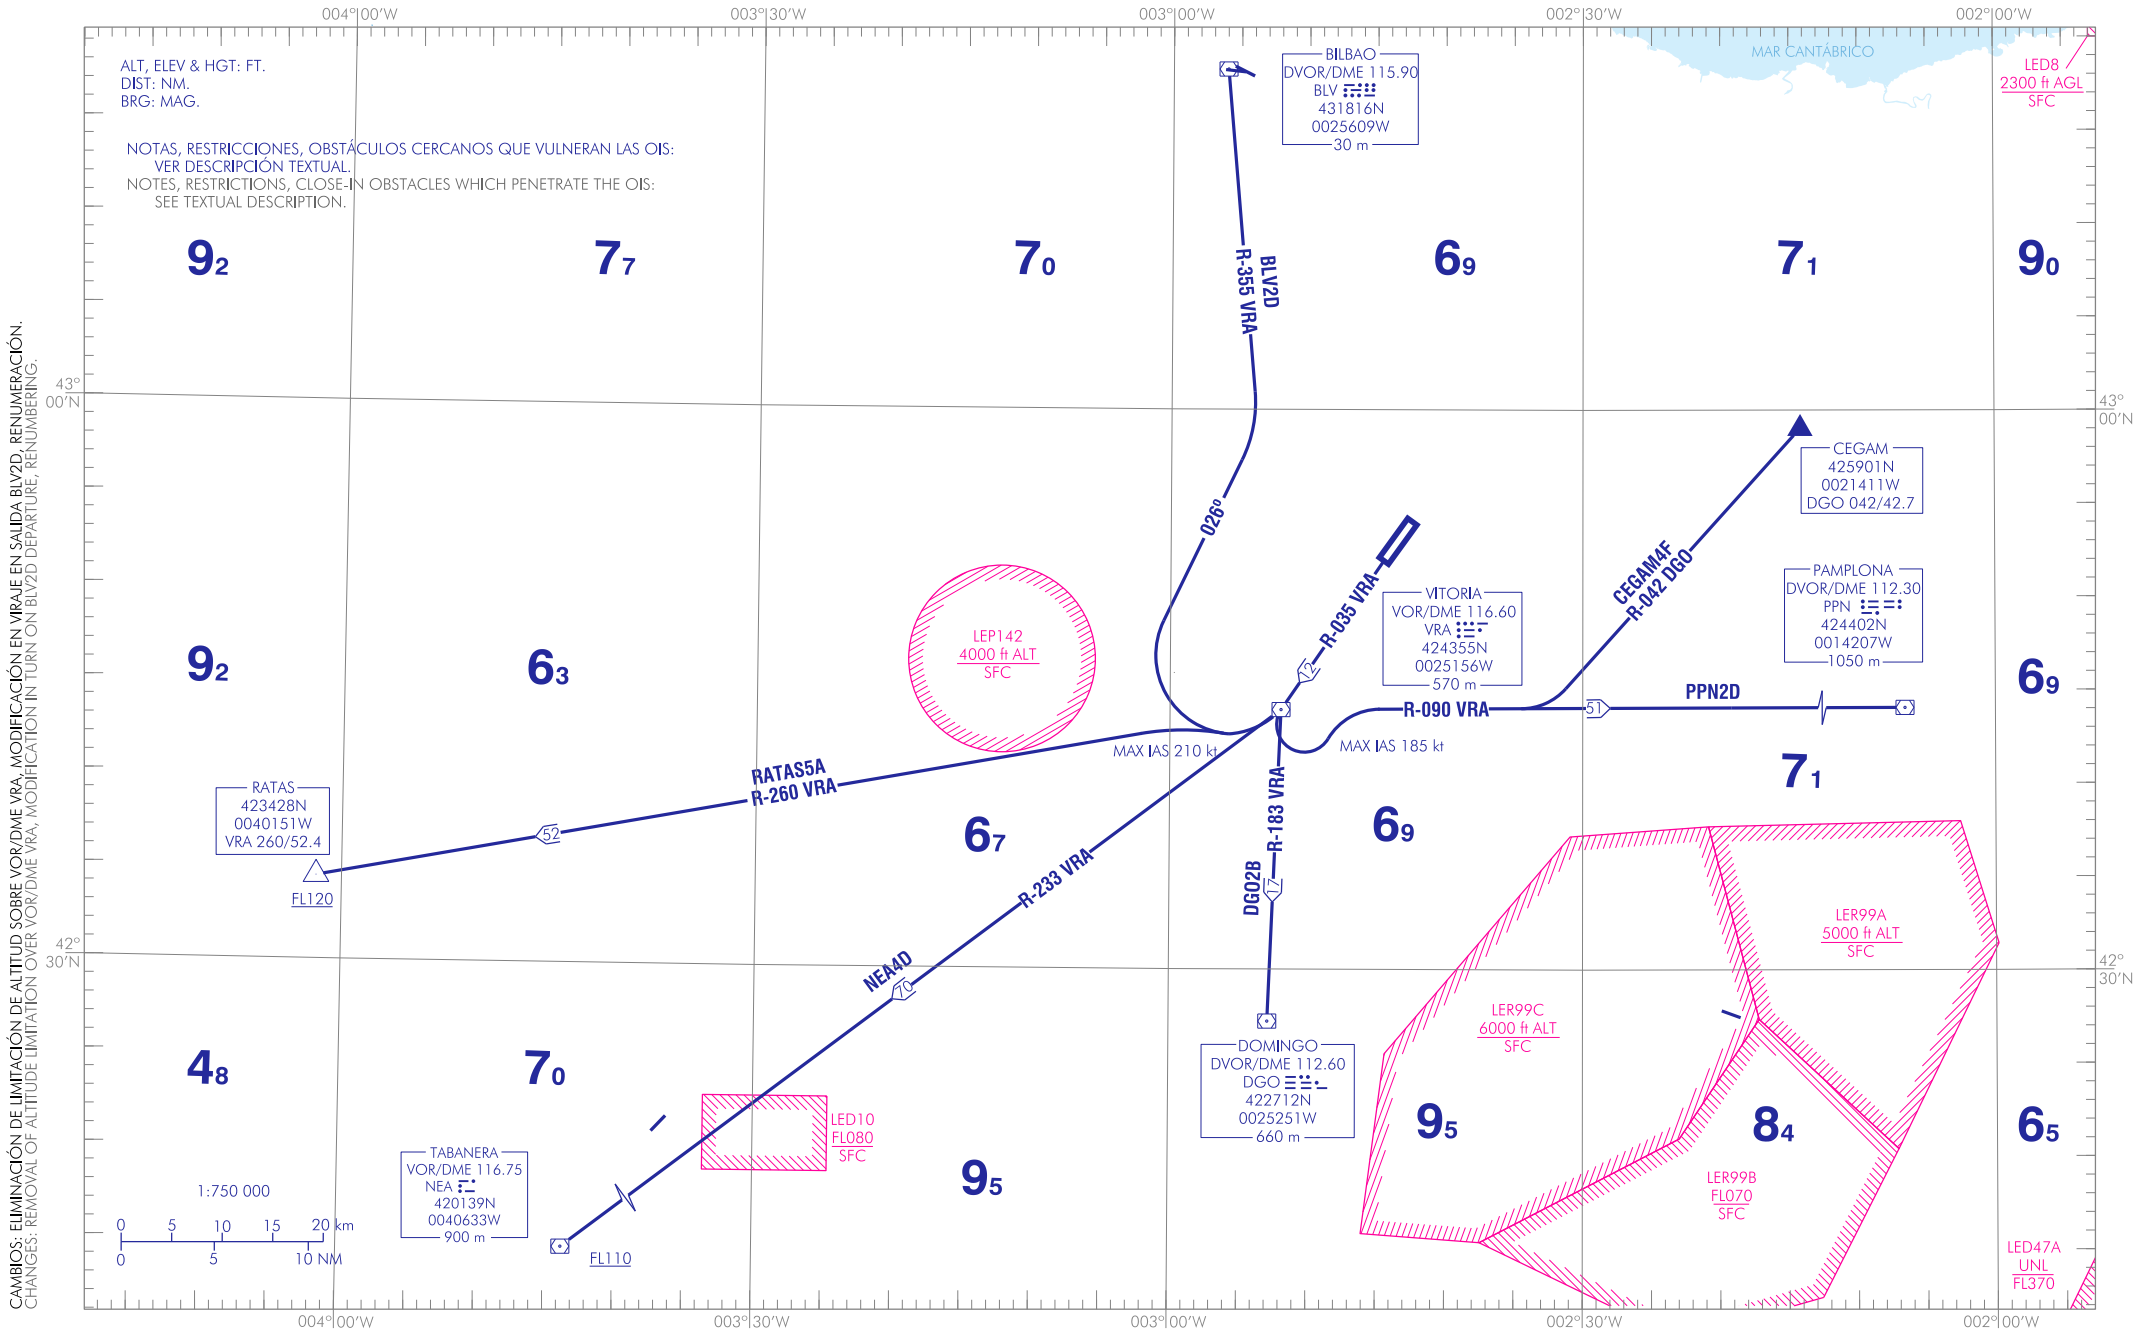 004°00'W
003°30'W
003°00'W
002°30'W
002°00'W
ALT, ELEV & HGT: FT.
DIST: NM.
BRG: MAG.
NOTAS, RESTRICCIONES, OBSTÁCULOS CERCANOS QUE VULNERAN LAS OIS:
VER DESCRIPCIÓN TEXTUAL.
NOTES, RESTRICTIONS, CLOSE-IN OBSTACLES WHICH PENETRATE THE OIS:
SEE TEXTUAL DESCRIPTION.
BILBAO
DVOR/DME 115.90
BLV
431816N
0025609W
30 m
MAR CANTÁBRICO
LED8
2300 ft AGL
SFC
92
77
70
69
71
90
BLV2D
R-355 VRA
43°
00'N
43°
00'N
CEGAM
425901N
0021411W
DGO 042/42.7
026º
CEGAM4F
R-042 DGO
R-035 VRA
12
VITORIA
VOR/DME 116.60
VRA
424355N
0025156W
570 m
PAMPLONA
DVOR/DME 112.30
PPN
424402N
0014207W
1050 m
LEP142
4000 ft ALT
SFC
92
63
69
PPN2D
R-090 VRA
51
MAX IAS 210 kt
MAX IAS 185 kt
71
RATAS5A
R-260 VRA
52
RATAS
423428N
0040151W
VRA 260/52.4
FL120
67
69
R-183 VRA
DGO2B
17
R-233 VRA
NEA4D
70
LER99A
5000 ft ALT
SFC
42°
30'N
42°
30'N
LER99C
6000 ft ALT
SFC
DOMINGO
DVOR/DME 112.60
DGO
422712N
0025251W
660 m
48
70
95
84
65
LED10
FL080
SFC
TABANERA
VOR/DME 116.75
NEA
420139N
0040633W
900 m
FL110
95
LER99B
FL070
SFC
LED47A
UNL
FL370
1:750 000
0 5 10 15 20 km
0 5 10 NM
004°00'W
003°30'W
003°00'W
002°30'W
002°00'W
CAMBIOS: ELIMINACIÓN DE LIMITACIÓN DE ALTITUD SOBRE VOR/DME VRA, MODIFICACIÓN EN VIRAJE EN SALIDA BLV2D, RENUMERACIÓN.
CHANGES: REMOVAL OF ALTITUDE LIMITATION OVER VOR/DME VRA, MODIFICATION IN TURN ON BLV2D DEPARTURE, RENUMBERING.